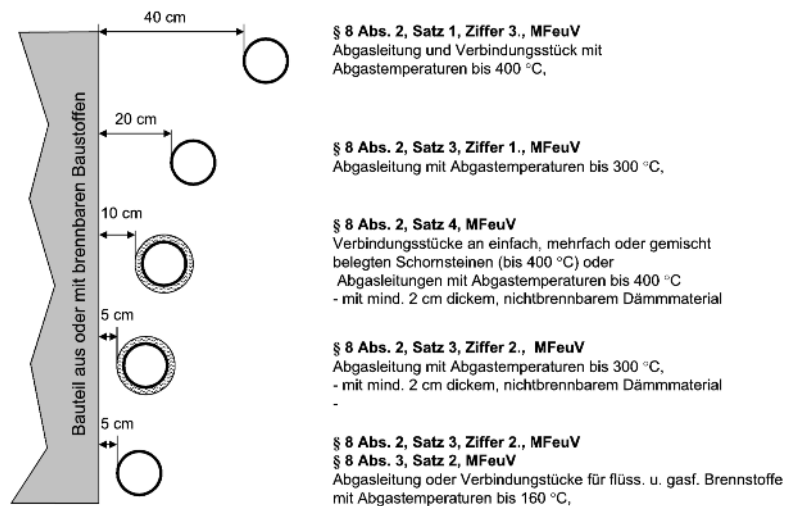 40 cm
§ 8 Abs. 2, Satz 1, Ziffer 3., MFeuV
Abgasleitung und Verbindungsstück mit
Abgastemperaturen bis 400 °C,
Bauteil aus oder mit brennbaren Baustoffen
20 cm
§ 8 Abs. 2, Satz 3, Ziffer 1., MFeuV
Abgasleitung mit Abgastemperaturen bis 300 °C,
10 cm
§ 8 Abs. 2, Satz 4, MFeuV
Verbindungsstücke an einfach, mehrfach oder gemischt
belegten Schornsteinen (bis 400 °C) oder
Abgasleitungen mit Abgastemperaturen bis 400 °C
- mit mind. 2 cm dickem, nichtbrennbarem Dämmmaterial
5 cm
§ 8 Abs. 2, Satz 3, Ziffer 2., MFeuV
Abgasleitung mit Abgastemperaturen bis 300 °C,
- mit mind. 2 cm dickem, nichtbrennbarem Dämmmaterial
-
5 cm
§ 8 Abs. 2, Satz 3, Ziffer 2., MFeuV
§ 8 Abs. 3, Satz 2, MFeuV
Abgasleitung oder Verbindungstücke für flüss. u. gasf. Brennstoffe
mit Abgastemperaturen bis 160 °C,